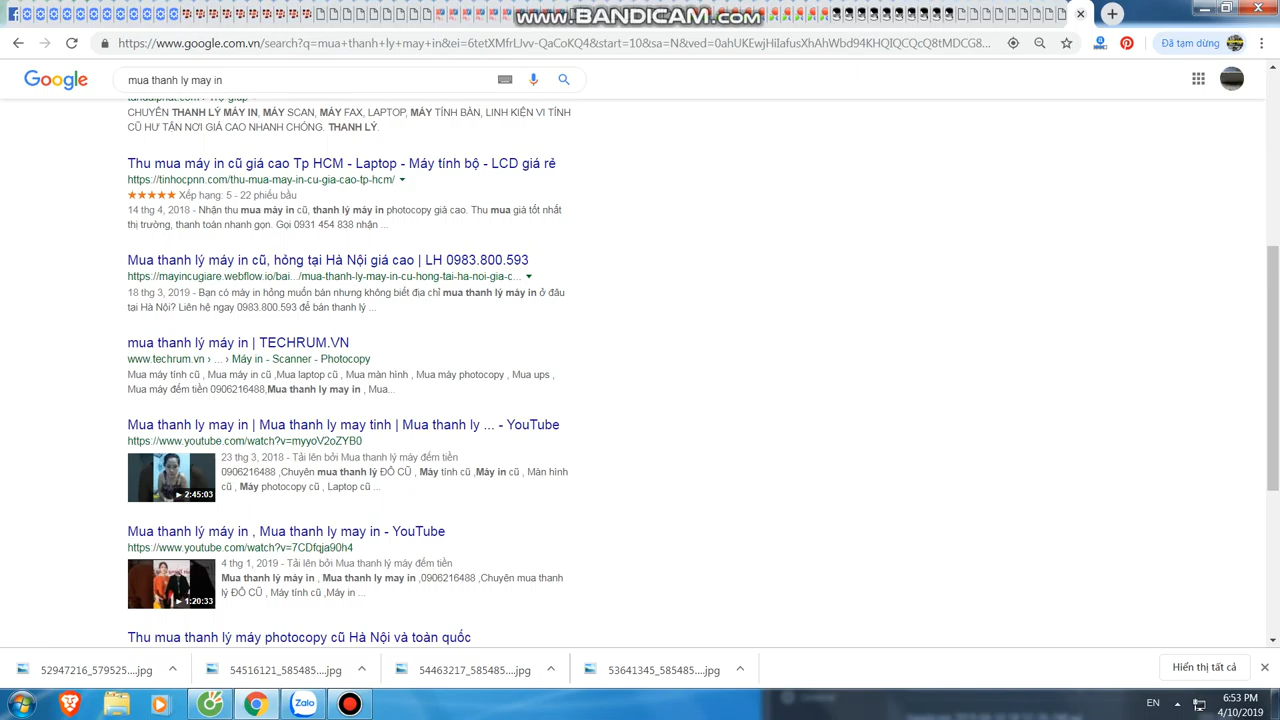 www.BANDICAM.com
https://www.google.com.vn/search?q=mua+thanh+ly+may+in&ei=
Đã tạm dừng
Google
mua thanh ly may in
CHUYÊN THANH LÝ MÁY IN, MÁY SCAN, MÁY FAX, LAPTOP, MÁY TÍNH BÀN, LINH KIỆN VI TÍNH
CŨ HƯ TẬN NƠI GIÁ CAO NHANH CHÓNG. THANH LÝ.
Thu mua máy in cũ giá cao Tp HCM - Laptop - Máy tính bộ - LCD giá rẻ
https://tinhocpnn.com/thu-mua-may-in-cu-gia-cao-tp-hcm/
★★★★★ Xếp hạng: 5 - 22 phiếu bầu
14 thg 4, 2018 - Nhận thu mua máy in cũ, thanh lý máy in photocopy giá cao. Thu mua giá tốt nhất
thị trường, thanh toán nhanh gọn. Gọi 0931 454 838 nhận ...
Mua thanh lý máy in cũ, hỏng tại Hà Nội giá cao | LH 0983.800.593
https://mayincugiare.webflow.io/bai.../mua-thanh-ly-may-in-cu-hong-tai-ha-noi-gia-c...
18 thg 3, 2019 - Bạn có máy in hỏng muốn bán nhưng không biết địa chỉ mua thanh lý máy in ở đâu
tại Hà Nội? Liên hệ ngay 0983.800.593 để bán thanh lý ...
mua thanh lý máy in | TECHRUM.VN
www.techrum.vn › ... › Máy in - Scanner - Photocopy
Mua máy tính cũ , Mua máy in cũ ,Mua laptop cũ , Mua màn hình , Mua máy photocopy , Mua ups ,
Mua máy đếm tiền 0906216488,Mua thanh ly may in , Mua...
Mua thanh ly may in | Mua thanh ly may tinh | Mua thanh ly ... - YouTube
https://www.youtube.com/watch?v=myyoV2oZYB0
23 thg 3, 2018 - Tải lên bởi Mua thanh lý máy đếm tiền
0906216488 ,Chuyên mua thanh lý ĐỒ CŨ , Máy tính cũ ,Máy in cũ , Màn hình
cũ , Máy photocopy cũ , Laptop cũ ...
2:45:03
Mua thanh lý máy in , Mua thanh ly may in - YouTube
https://www.youtube.com/watch?v=7CDfqja90h4
4 thg 1, 2019 - Tải lên bởi Mua thanh lý máy đếm tiền
Mua thanh lý máy in , Mua thanh ly may in ,0906216488 ,Chuyên mua thanh
lý ĐỒ CŨ , Máy tính cũ ,Máy in ...
1:20:33
Thu mua thanh lý máy photocopy cũ Hà Nội và toàn quốc
52947216_579525....jpg
54516121_585485....jpg
54463217_585485....jpg
53641345_585485....jpg
Hiển thị tất cả
Zalo
EN
6:53 PM
4/10/2019